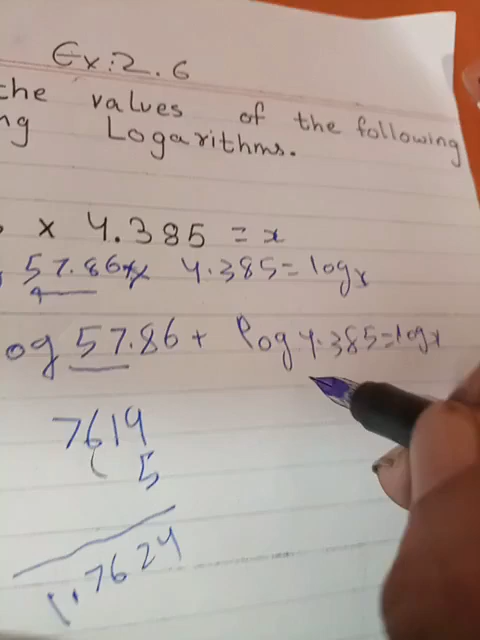 Ex:2.6
the values of the following
ng Logarithms.
x 4.385 = x
57.86 x 4.385 = log x
og 57.86 + log 4.385 = log x
7619
5
1.7624